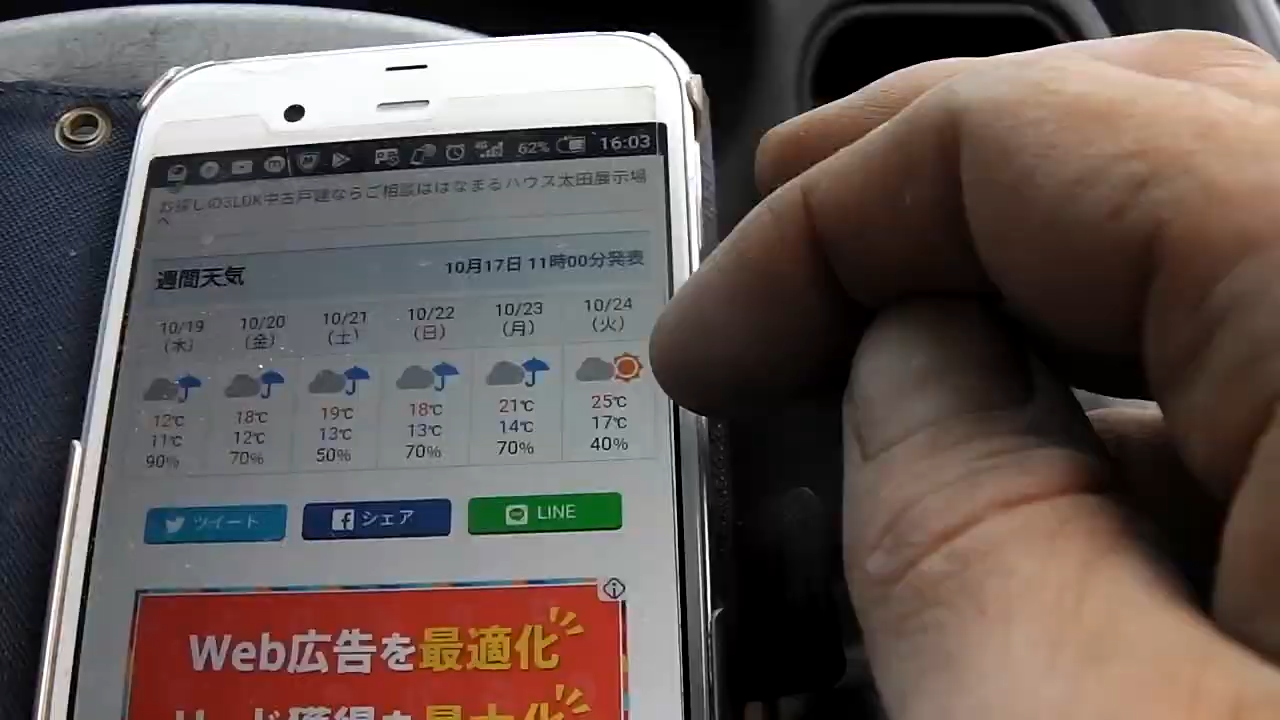 16:03
62%
お探しの3LDK中古戸建ならご相談ははなまるハウス太田展示場
へ
週間天気
10月17日 11時00分発表
10/19 10/20 10/21 10/22 10/23 10/24
（木） （金） （土） （日） （月） （火）
12℃ 18℃ 19℃ 18℃ 21℃ 25℃
11℃ 12℃ 13℃ 13℃ 14℃ 17℃
90% 70% 50% 70% 70% 40%
ツイート シェア LINE
Web広告を最適化